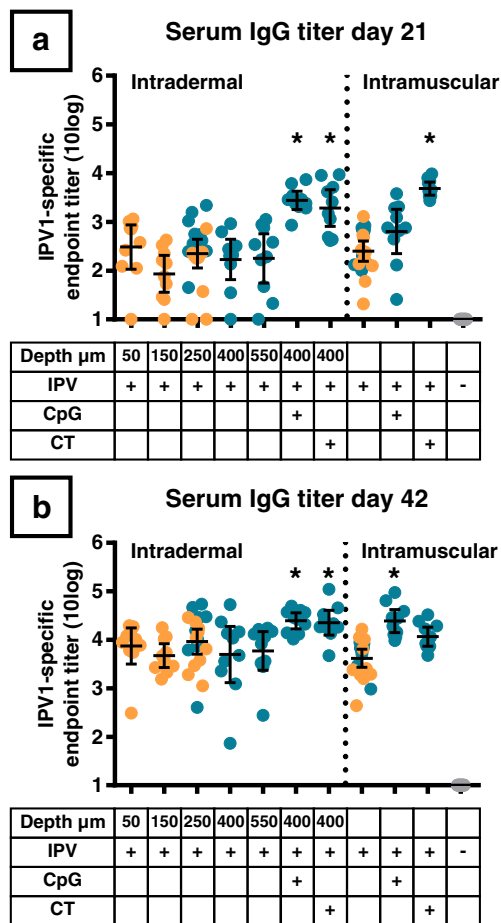 a
Serum IgG titer day 21
Intradermal
Intramuscular
IPV1-specific
endpoint titer (10log)
6
5
4
3
2
1
* * *
Depth μm 50 150 250 400 550 400 400
IPV + + + + + + + + + + -
CpG + +
CT + +
b
Serum IgG titer day 42
Intradermal
Intramuscular
IPV1-specific
endpoint titer (10log)
6
5
4
3
2
1
* * *
Depth μm 50 150 250 400 550 400 400
IPV + + + + + + + + + + -
CpG + +
CT + +